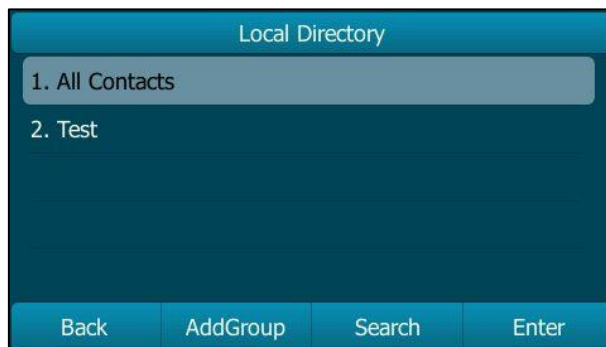 Local Directory
1. All Contacts
2. Test
Back AddGroup Search Enter